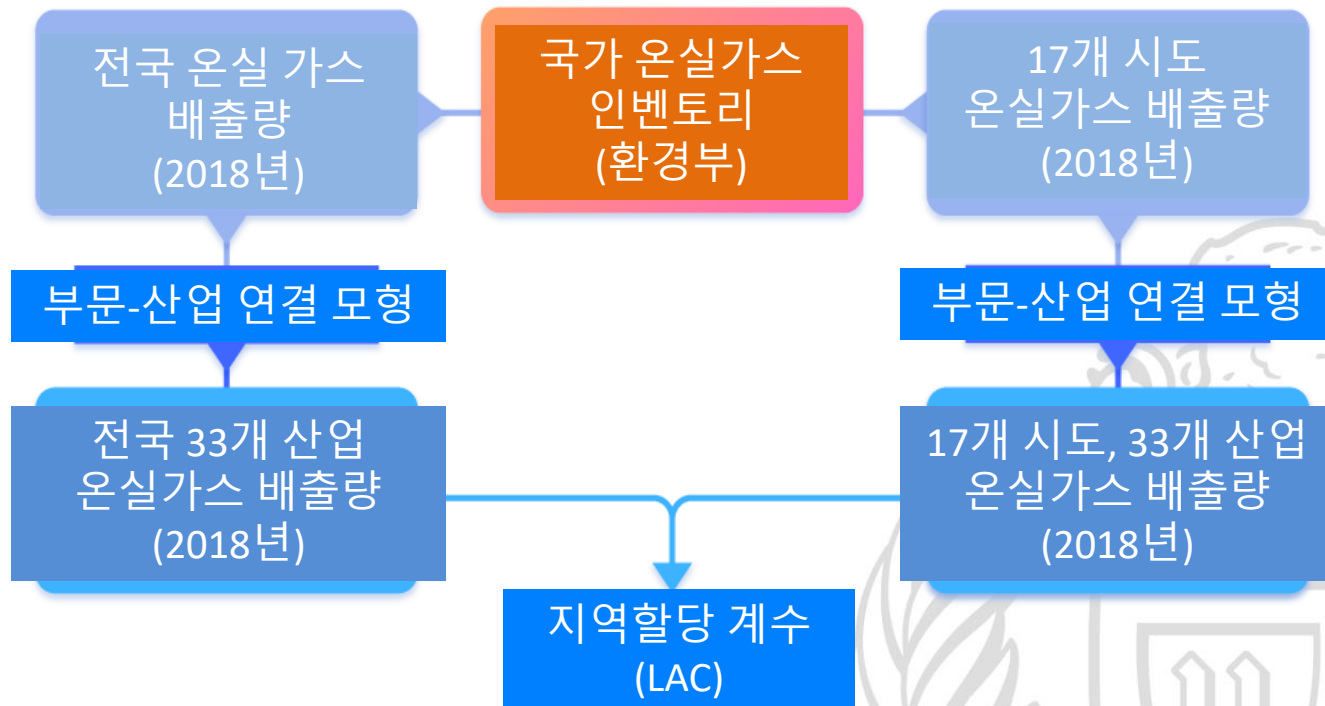 전국 온실 가스
배출량
(2018년)
국가 온실가스
인벤토리
(환경부)
17개 시도
온실가스 배출량
(2018년)
부문-산업 연결 모형
부문-산업 연결 모형
전국 33개 산업
온실가스 배출량
(2018년)
17개 시도, 33개 산업
온실가스 배출량
(2018년)
지역할당 계수
(LAC)